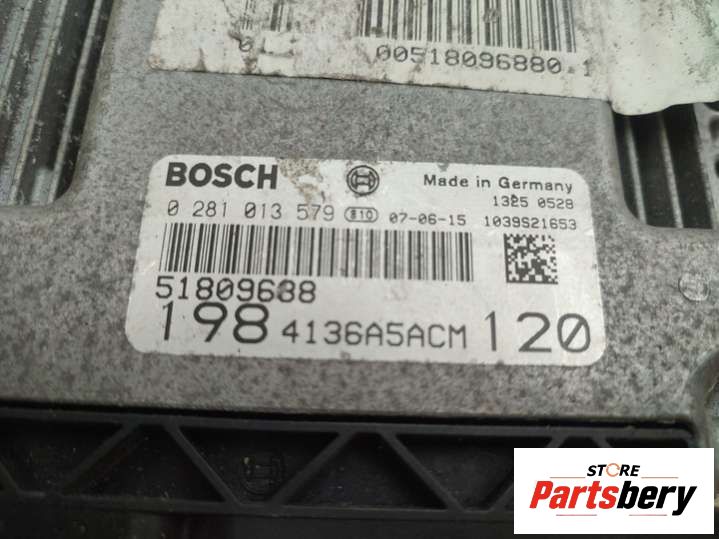 00518096880.1
BOSCH
Made in Germany
1325 0528
0 281 013 579 810 07-06-15 1039S21653
51809688
198 4136A5ACM 120
STORE
Partsbery